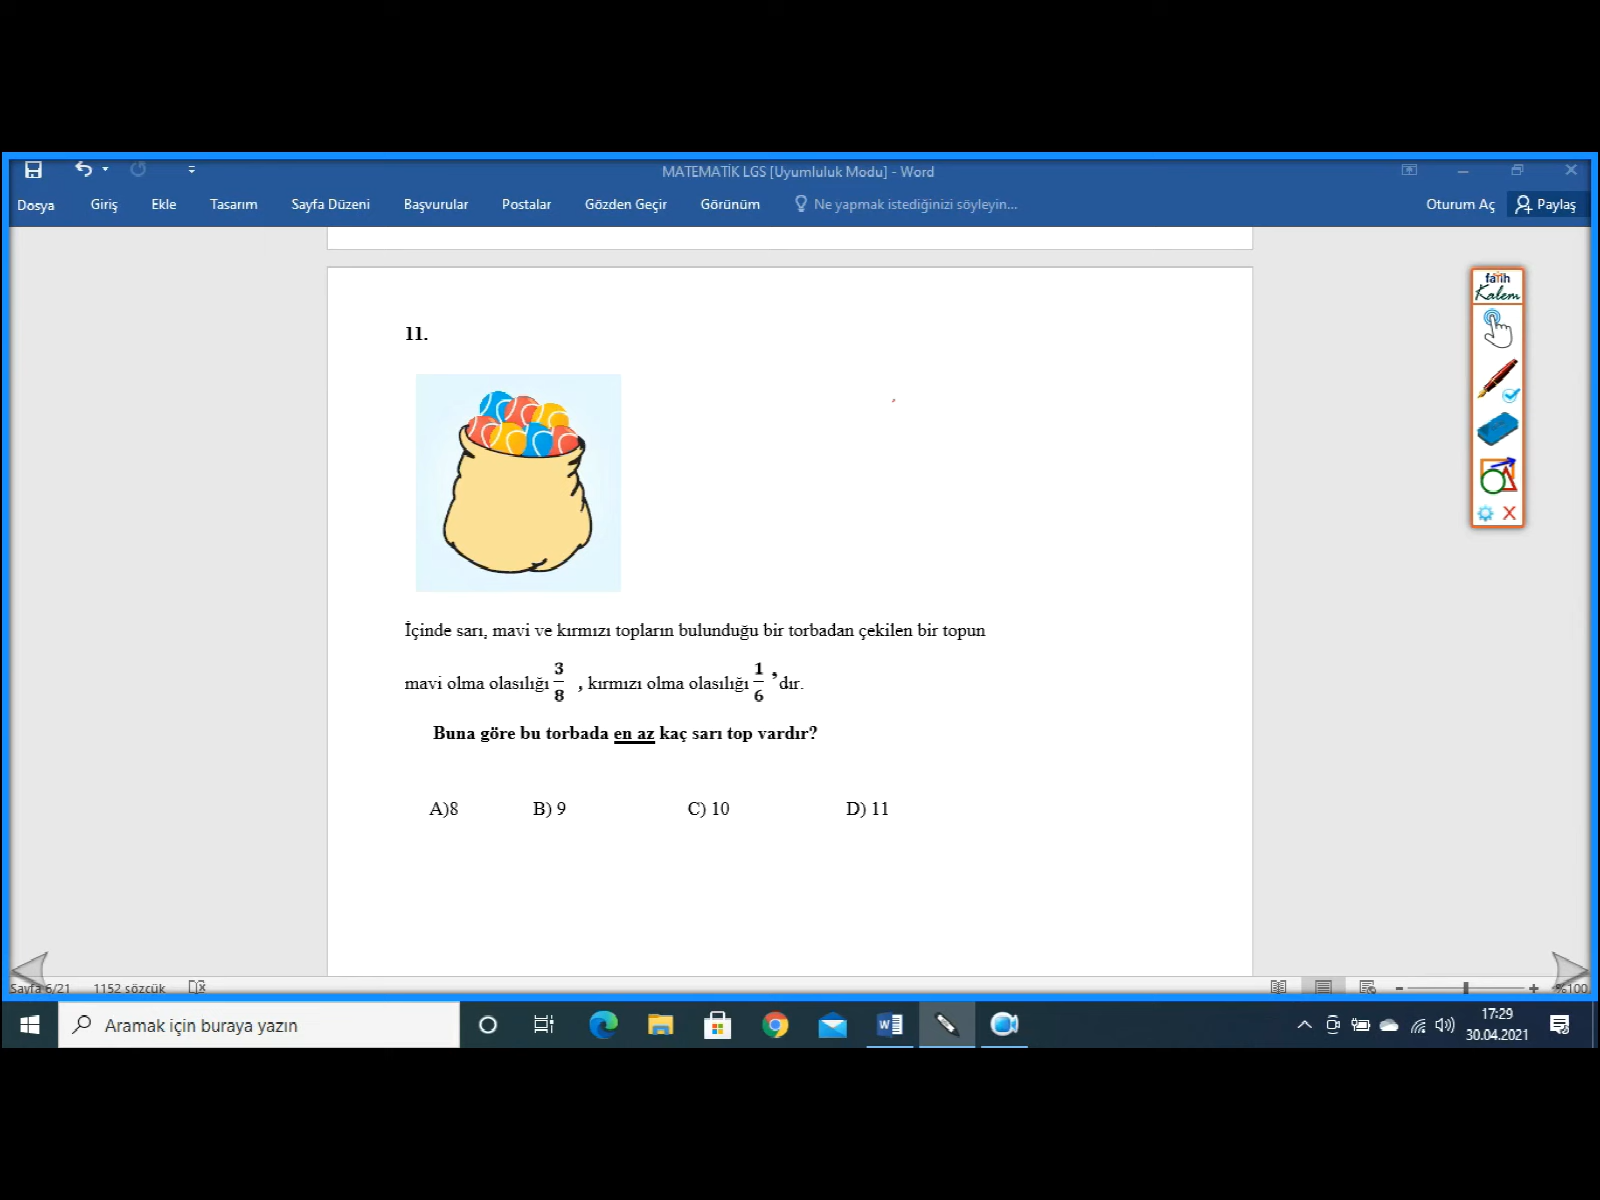 MATEMATİK LGS [Uyumluluk Modu] - Word
Dosya Giriş Ekle Tasarım Sayfa Düzeni Başvurular Postalar Gözden Geçir Görünüm Ne yapmak istediğinizi söyleyin... Oturum Aç Paylaş
fatih
Kalem
11.
İçinde sarı, mavi ve kırmızı topların bulunduğu bir torbadan çekilen bir topun
mavi olma olasılığı 3/8 , kırmızı olma olasılığı 1/6 'dır.
Buna göre bu torbada en az kaç sarı top vardır?
A)8 B) 9 C) 10 D) 11
Sayfa 6/21 1152 sözcük %100
Aramak için buraya yazın
17:29
30.04.2021